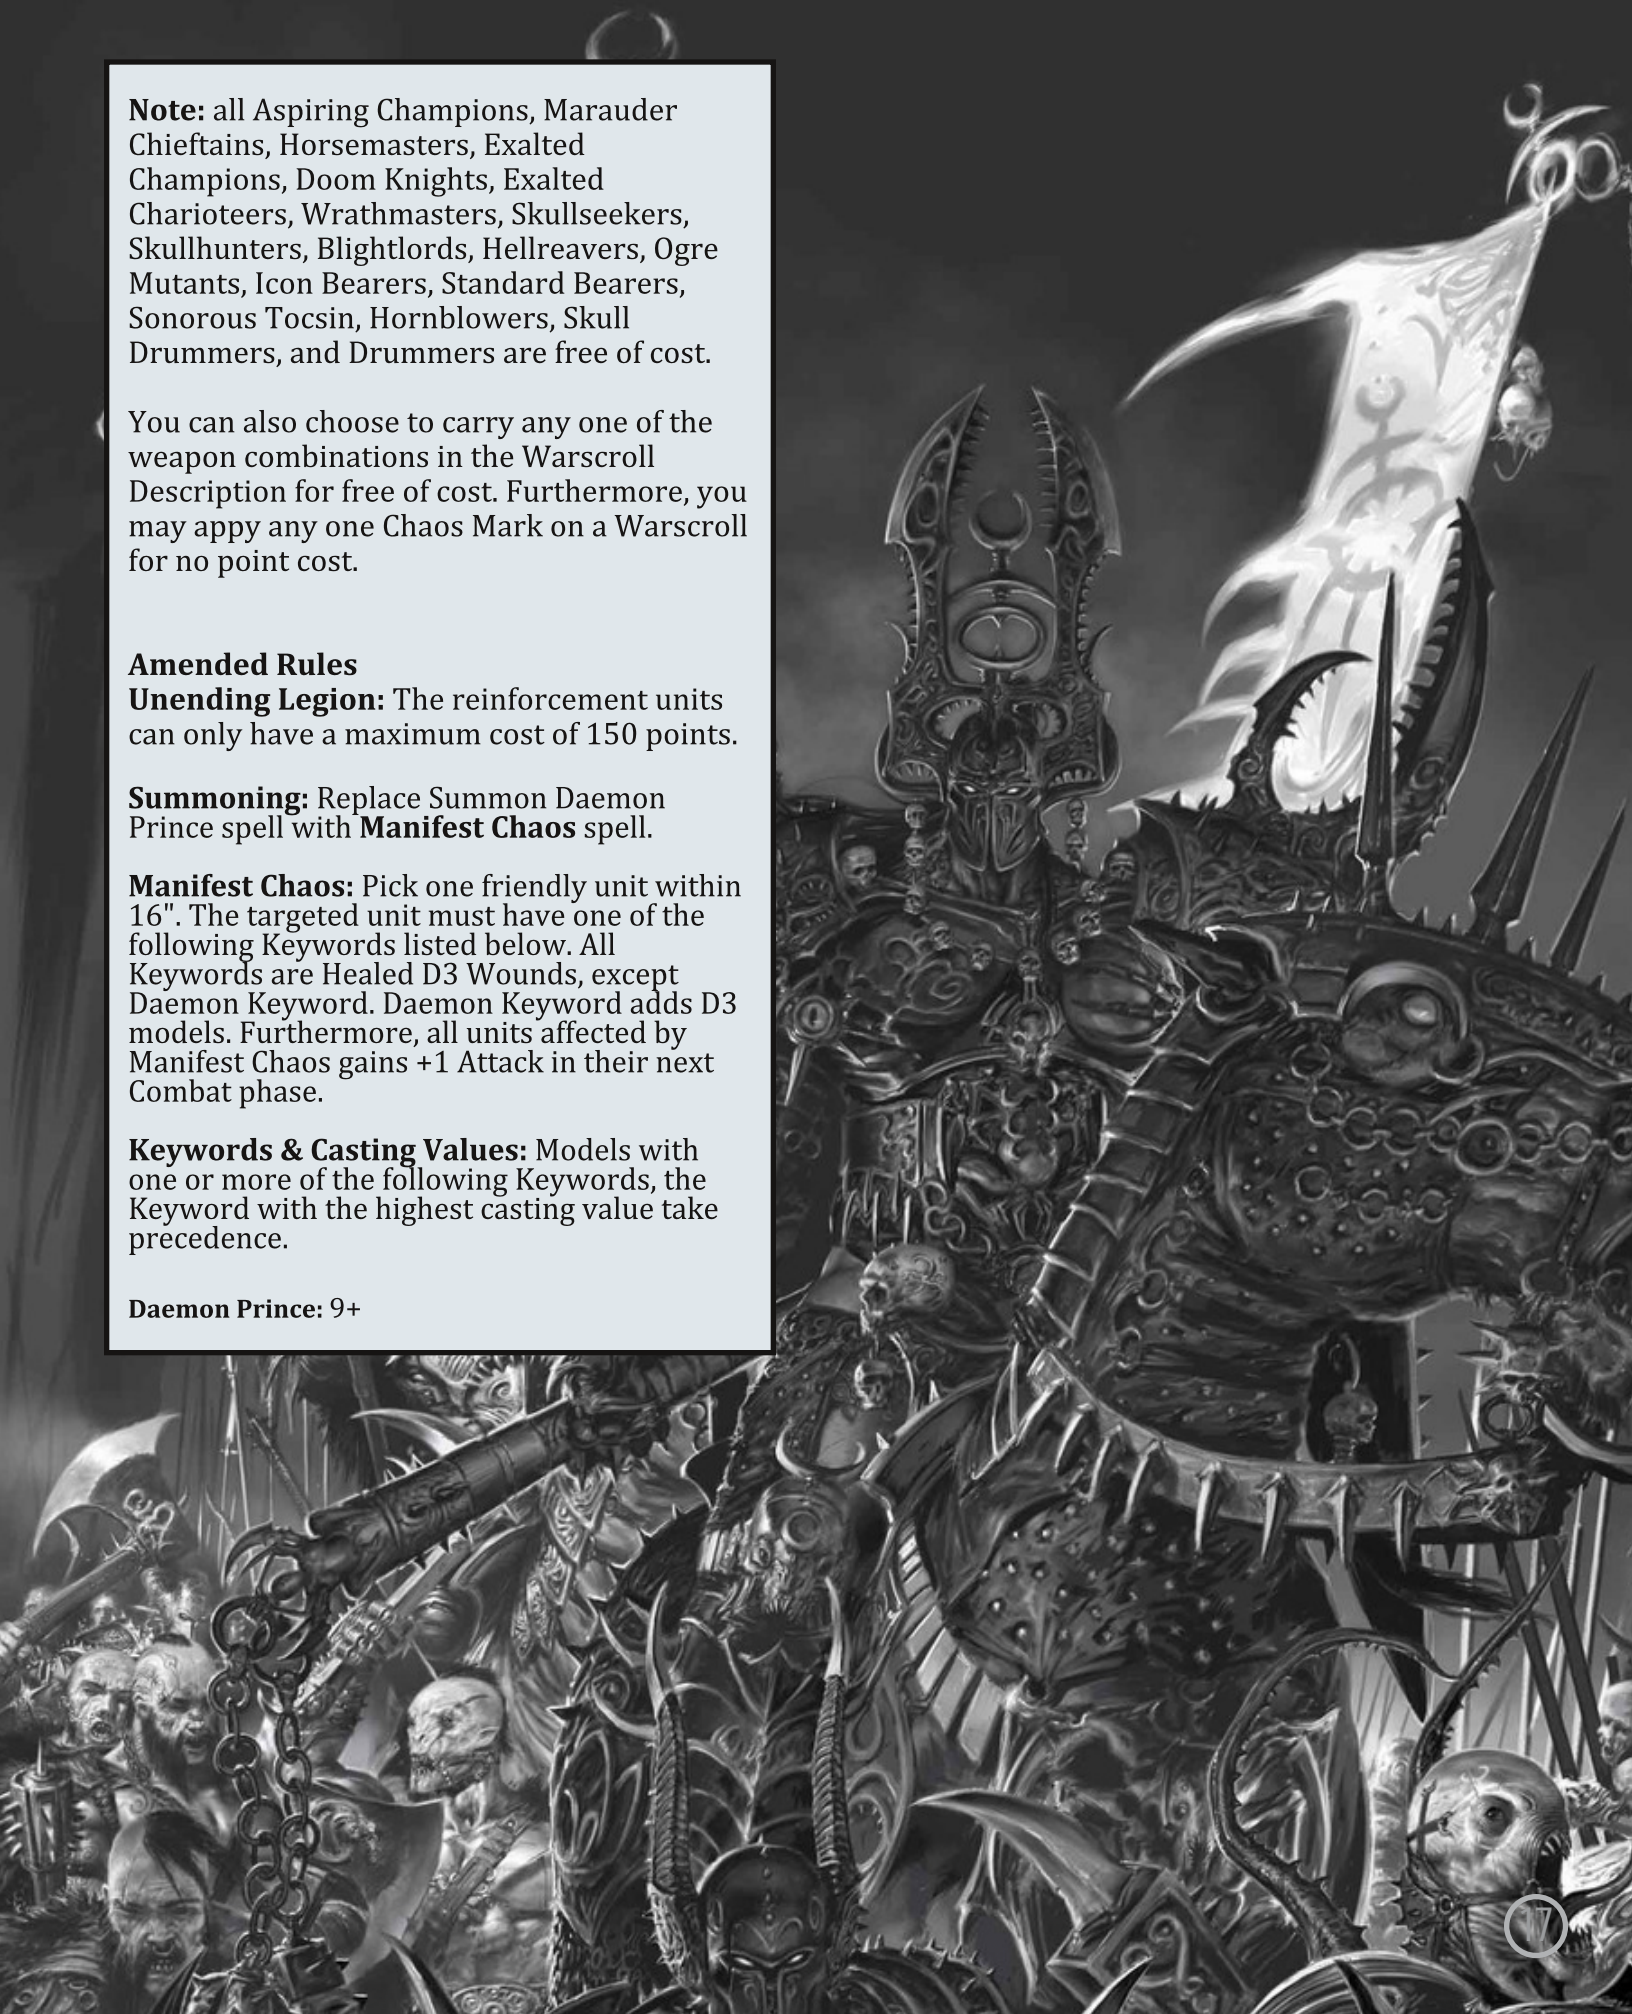 Note: all Aspiring Champions, Marauder
Chieftains, Horsemasters, Exalted
Champions, Doom Knights, Exalted
Charioteers, Wrathmasters, Skullseekers,
Skullhunters, Blightlords, Hellreavers, Ogre
Mutants, Icon Bearers, Standard Bearers,
Sonorous Tocsin, Hornblowers, Skull
Drummers, and Drummers are free of cost.
You can also choose to carry any one of the
weapon combinations in the Warscroll
Description for free of cost. Furthermore, you
may appy any one Chaos Mark on a Warscroll
for no point cost.
Amended Rules
Unending Legion: The reinforcement units
can only have a maximum cost of 150 points.
Summoning: Replace Summon Daemon
Prince spell with Manifest Chaos spell.
Manifest Chaos: Pick one friendly unit within
16". The targeted unit must have one of the
following Keywords listed below. All
Keywords are Healed D3 Wounds, except
Daemon Keyword. Daemon Keyword adds D3
models. Furthermore, all units affected by
Manifest Chaos gains +1 Attack in their next
Combat phase.
Keywords & Casting Values: Models with
one or more of the following Keywords, the
Keyword with the highest casting value take
precedence.
Daemon Prince: 9+
17